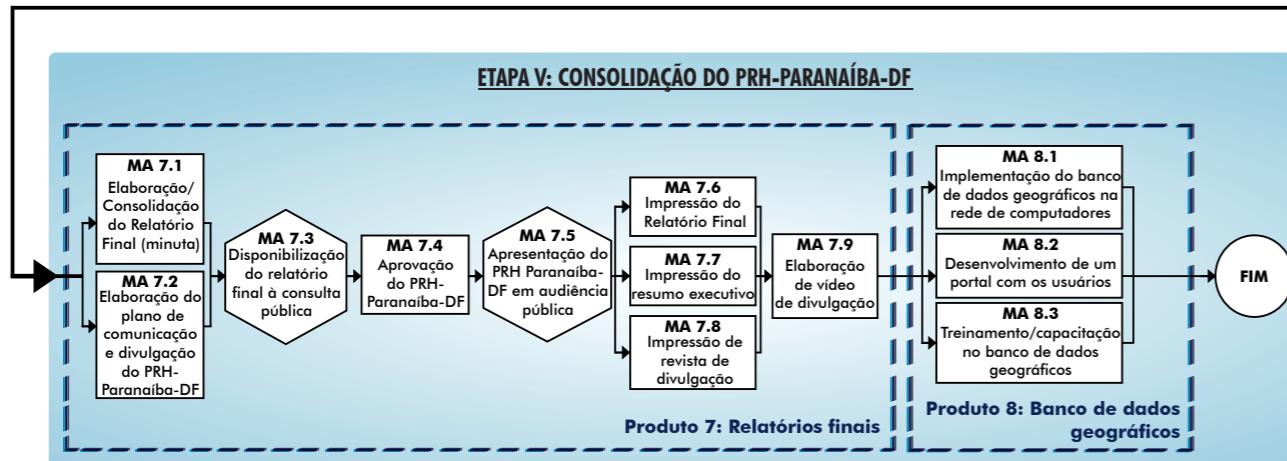 ETAPA V: CONSOLIDAÇÃO DO PRH-PARANAÍBA-DF
MA 7.1
Elaboração/
Consolidação
do Relatório
Final (minuta)
MA 7.2
Elaboração do
plano de
comunicação
e divulgação
do PRH-
Paranaíba-DF
MA 7.3
Disponibilização
do relatório
final à consulta
pública
MA 7.4
Aprovação
do PRH-
Paranaíba-DF
MA 7.5
Apresentação do
PRH Paranaíba-
DF em audiência
pública
MA 7.6
Impressão do
Relatório Final
MA 7.7
Impressão do
resumo executivo
MA 7.8
Impressão de
revista de
divulgação
MA 7.9
Elaboração
de vídeo
de divulgação
Produto 7: Relatórios finais
MA 8.1
Implementação do banco
de dados geográficos na
rede de computadores
MA 8.2
Desenvolvimento de um
portal com os usuários
MA 8.3
Treinamento/capacitação
no banco de dados
geográficos
Produto 8: Banco de dados
geográficos
FIM